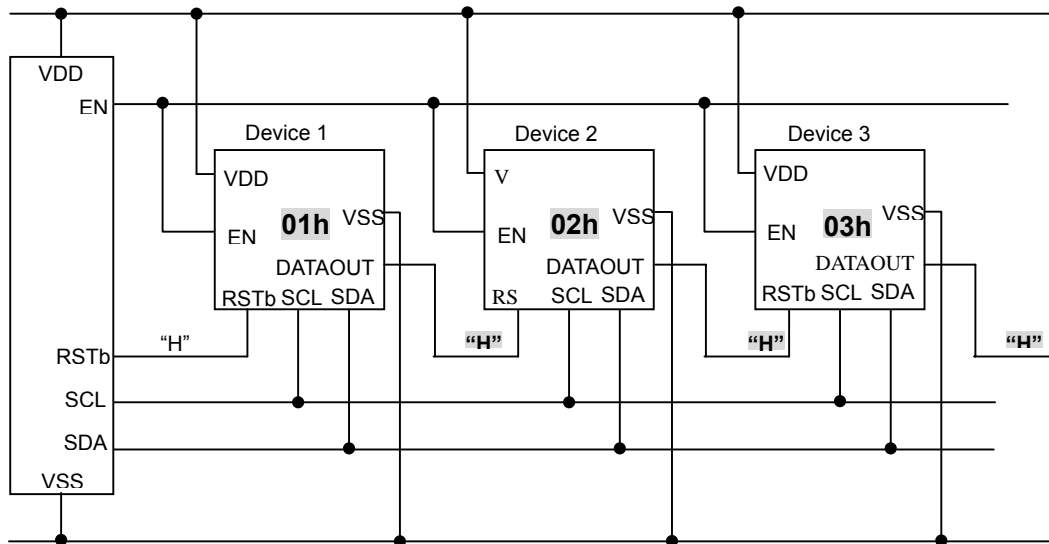 VDD
EN
RSTb
SCL
SDA
VSS
Device 1
VDD
01h
VSS
EN
DATAOUT
RSTb SCL SDA
“H”
Device 2
V
02h
VSS
EN
DATAOUT
RS SCL SDA
“H”
Device 3
VDD
03h
VSS
EN
DATAOUT
RSTb SCL SDA
“H”
“H”